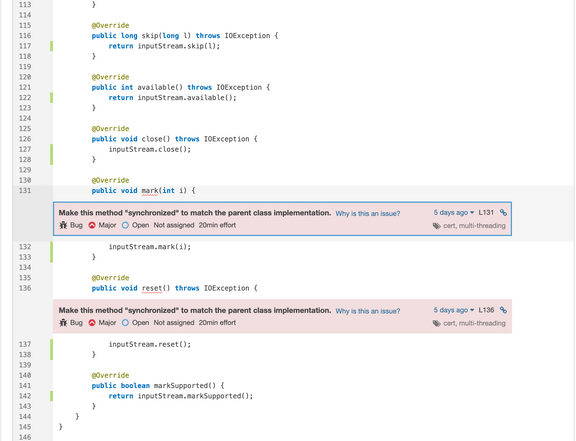 113 }
114
115 @Override
116 public long skip(long l) throws IOException {
117 return inputStream.skip(l);
118 }
119
120 @Override
121 public int available() throws IOException {
122 return inputStream.available();
123 }
124
125 @Override
126 public void close() throws IOException {
127 inputStream.close();
128 }
129
130 @Override
131 public void mark(int i) {
Make this method "synchronized" to match the parent class implementation. Why is this an issue? 5 days ago L131
Bug Major Open Not assigned 20min effort cert, multi-threading
132 inputStream.mark(i);
133 }
134
135 @Override
136 public void reset() throws IOException {
Make this method "synchronized" to match the parent class implementation. Why is this an issue? 5 days ago L136
Bug Major Open Not assigned 20min effort cert, multi-threading
137 inputStream.reset();
138 }
139
140 @Override
141 public boolean markSupported() {
142 return inputStream.markSupported();
143 }
144 }
145 }
146